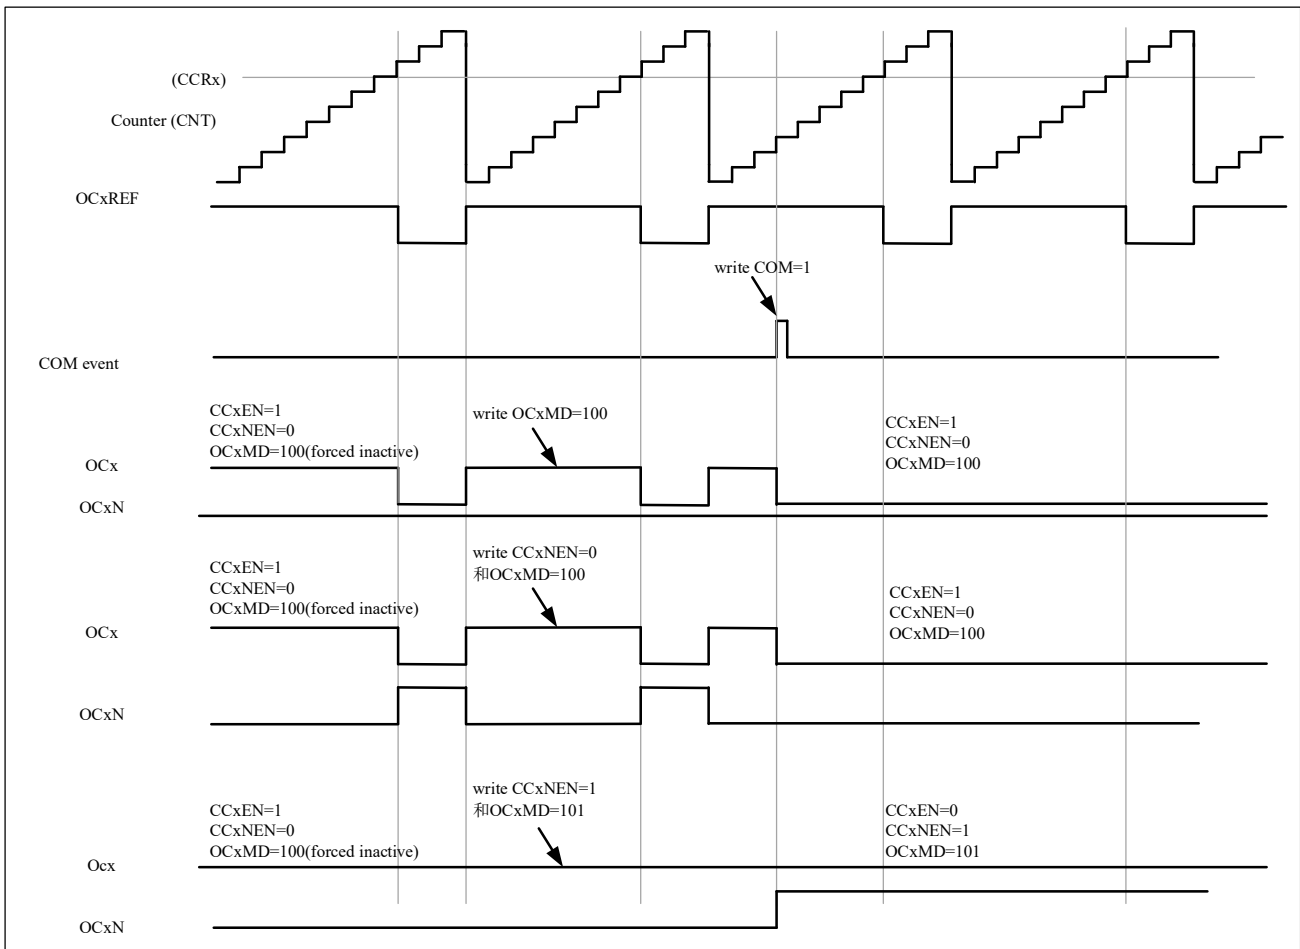 (CCRx)
Counter (CNT)
OCxREF
write COM=1
COM event
CCxEN=1
CCxNEN=0
OCxMD=100(forced inactive)
write OCxMD=100
CCxEN=1
CCxNEN=0
OCxMD=100
OCx
OCxN
CCxEN=1
CCxNEN=0
OCxMD=100(forced inactive)
write CCxNEN=0
和OCxMD=100
CCxEN=1
CCxNEN=0
OCxMD=100
OCx
OCxN
CCxEN=1
CCxNEN=0
OCxMD=100(forced inactive)
write CCxNEN=1
和OCxMD=101
CCxEN=0
CCxNEN=1
OCxMD=101
Ocx
OCxN